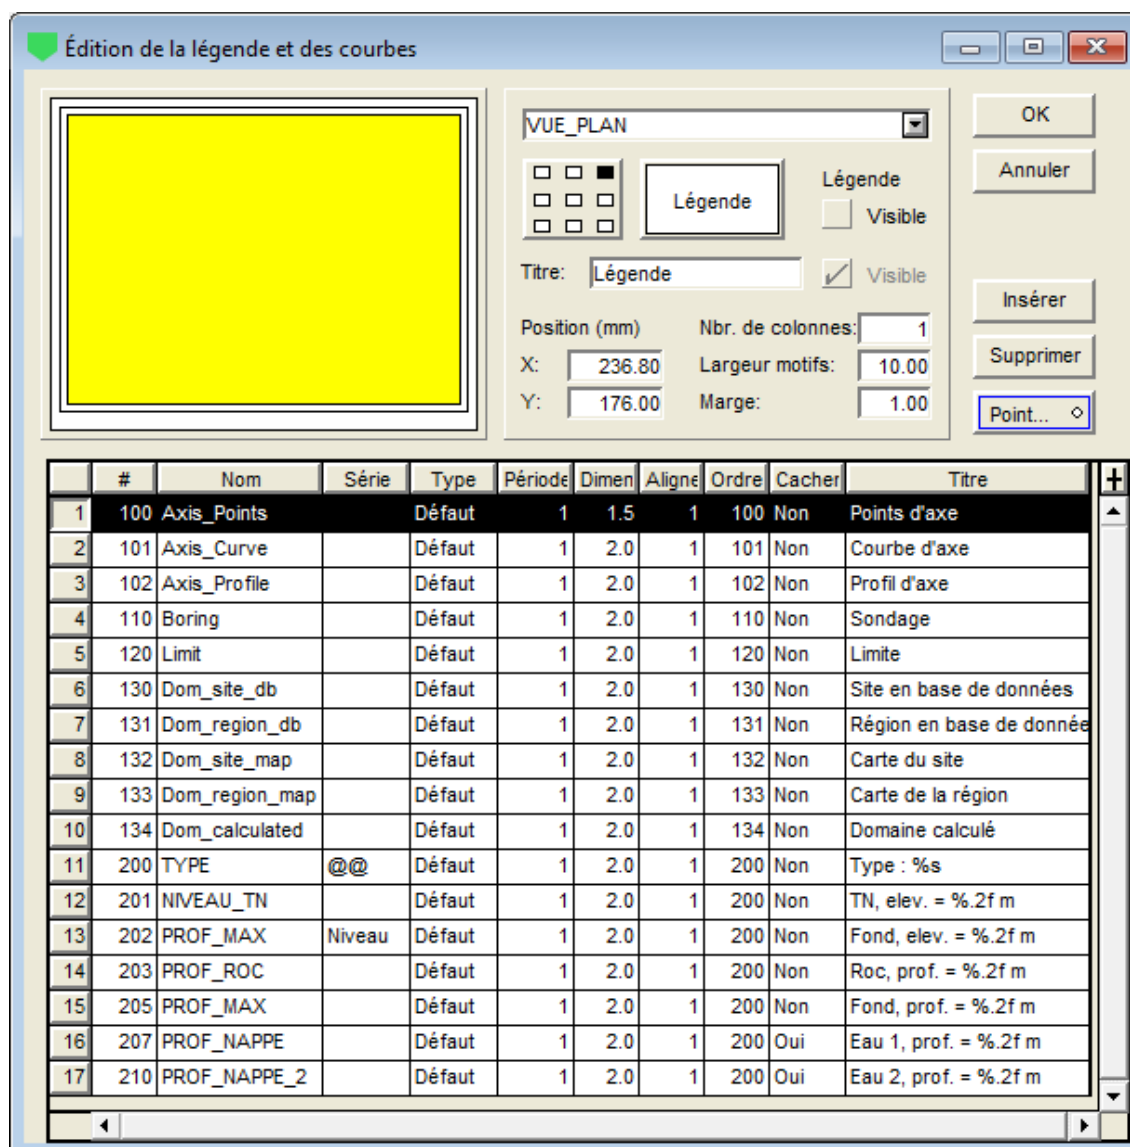 Édition de la légende et des courbes
VUE_PLAN
OK
Annuler
Légende
Légende
Visible
Titre: Légende
Visible
Insérer
Position (mm)
Nbr. de colonnes: 1
X: 236.80
Largeur motifs: 10.00
Supprimer
Y: 176.00
Marge: 1.00
Point...
# Nom Série Type Période Dimen Aligne Ordre Cacher Titre
1 100 Axis_Points Défaut 1 1.5 1 100 Non Points d'axe
2 101 Axis_Curve Défaut 1 2.0 1 101 Non Courbe d'axe
3 102 Axis_Profile Défaut 1 2.0 1 102 Non Profil d'axe
4 110 Boring Défaut 1 2.0 1 110 Non Sondage
5 120 Limit Défaut 1 2.0 1 120 Non Limite
6 130 Dom_site_db Défaut 1 2.0 1 130 Non Site en base de données
7 131 Dom_region_db Défaut 1 2.0 1 131 Non Région en base de donnée
8 132 Dom_site_map Défaut 1 2.0 1 132 Non Carte du site
9 133 Dom_region_map Défaut 1 2.0 1 133 Non Carte de la région
10 134 Dom_calculated Défaut 1 2.0 1 134 Non Domaine calculé
11 200 TYPE @@ Défaut 1 2.0 1 200 Non Type : %s
12 201 NIVEAU_TN Défaut 1 2.0 1 200 Non TN, elev. = %.2f m
13 202 PROF_MAX Niveau Défaut 1 2.0 1 200 Non Fond, elev. = %.2f m
14 203 PROF_ROC Défaut 1 2.0 1 200 Non Roc, prof. = %.2f m
15 205 PROF_MAX Défaut 1 2.0 1 200 Non Fond, prof. = %.2f m
16 207 PROF_NAPPE Défaut 1 2.0 1 200 Oui Eau 1, prof. = %.2f m
17 210 PROF_NAPPE_2 Défaut 1 2.0 1 200 Oui Eau 2, prof. = %.2f m